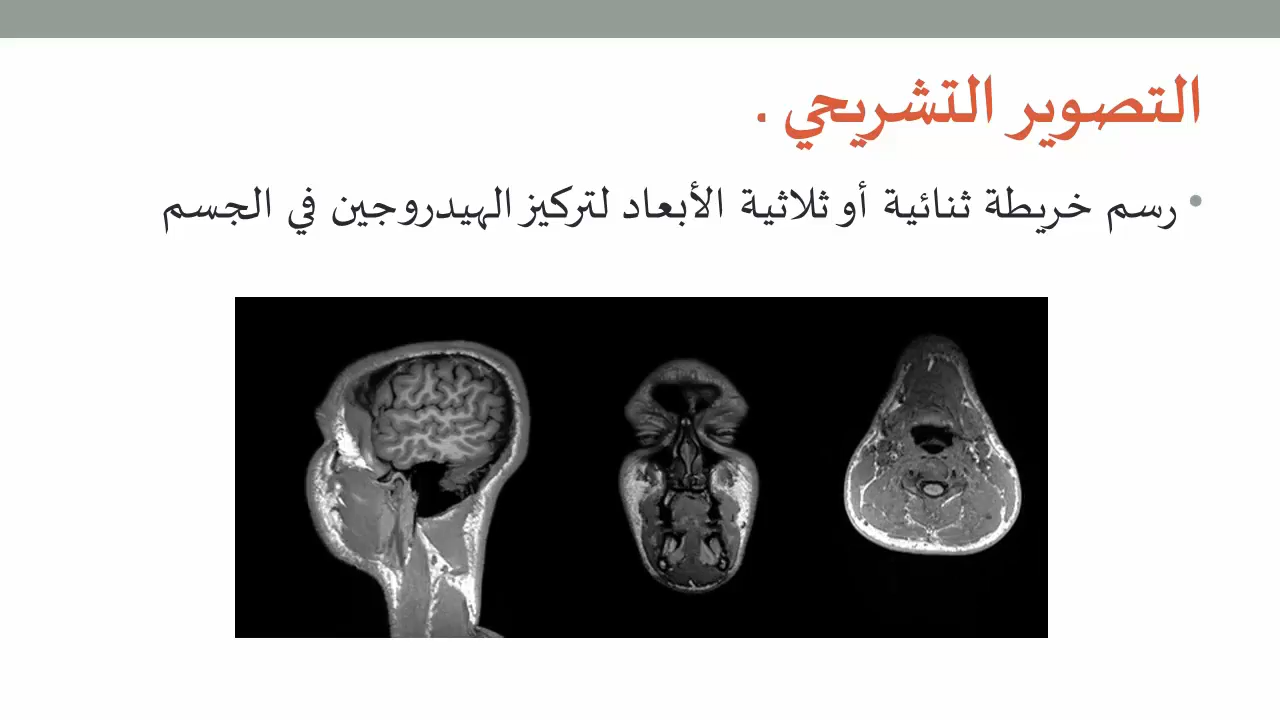 التصوير التشريحي .
• رسم خريطة ثنائية أو ثلاثية الأبعاد لتركيز الهيدروجين في الجسم